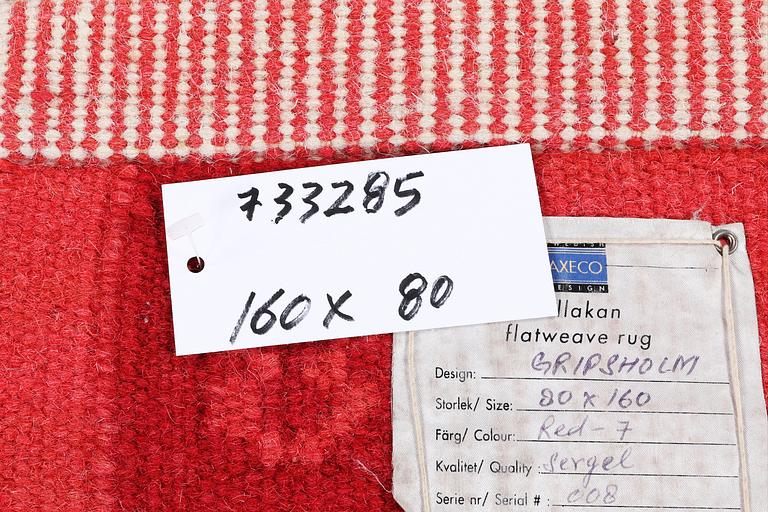 733285
160 X 80
AXECO
llakan
flatweave rug
Design: GRIPSHOLM
Storlek/ Size: 80 x 160
Färg/ Colour: Red-7
Kvalitet/ Quality: Sergel
Serie nr/ Serial #: 008